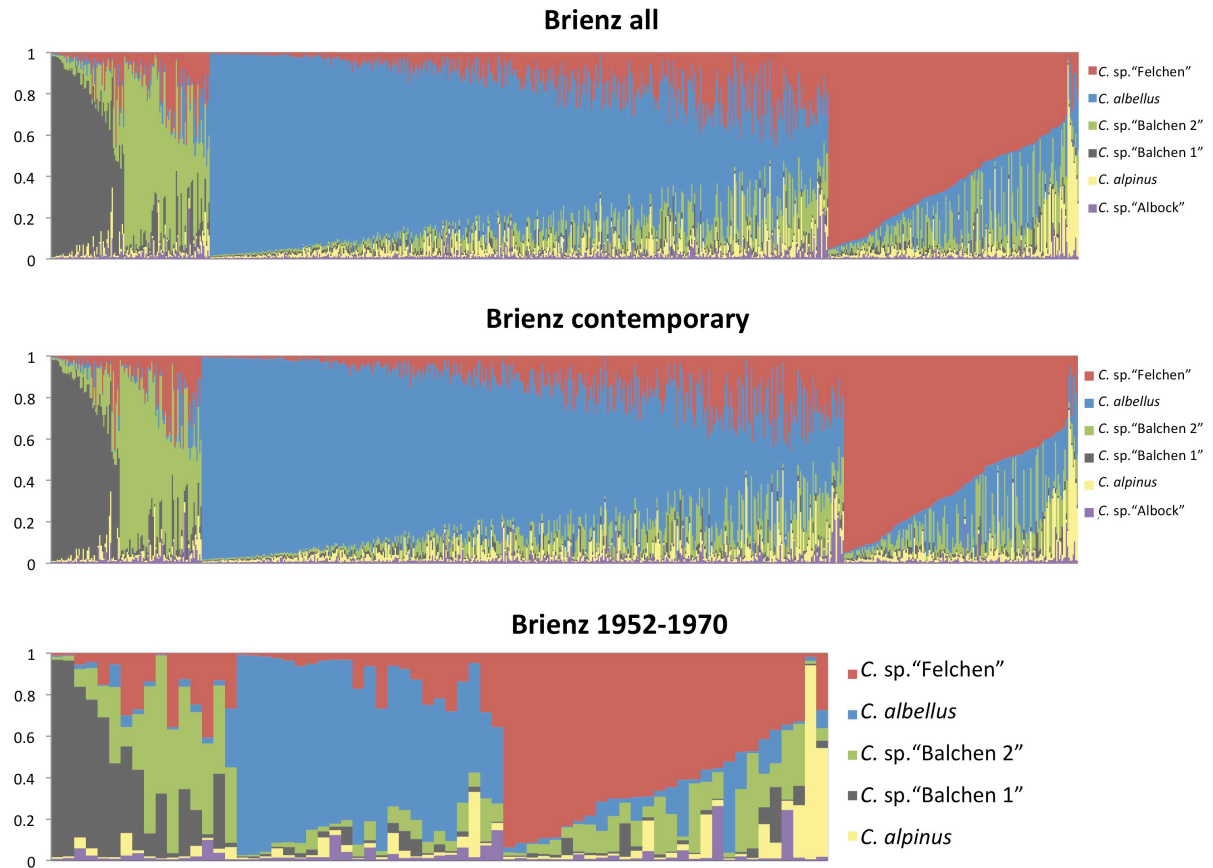 Brienz all
1
0.8
0.6
0.4
0.2
0
C. sp.“Felchen”
C. albellus
C. sp.“Balchen 2”
C. sp.“Balchen 1”
C. alpinus
C. sp.“Albock”
Brienz contemporary
1
0.8
0.6
0.4
0.2
0
C. sp.“Felchen”
C. albellus
C. sp.“Balchen 2”
C. sp.“Balchen 1”
C. alpinus
C. sp.“Albock”
Brienz 1952-1970
1
0.8
0.6
0.4
0.2
0
C. sp.“Felchen”
C. albellus
C. sp.“Balchen 2”
C. sp.“Balchen 1”
C. alpinus